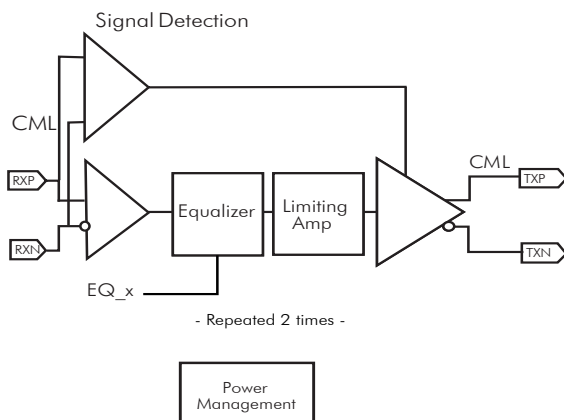 Signal Detection
CML
RXP
RXN
Equalizer
Limiting
Amp
CML
TXP
TXN
EQ_x
- Repeated 2 times -
Power
Management